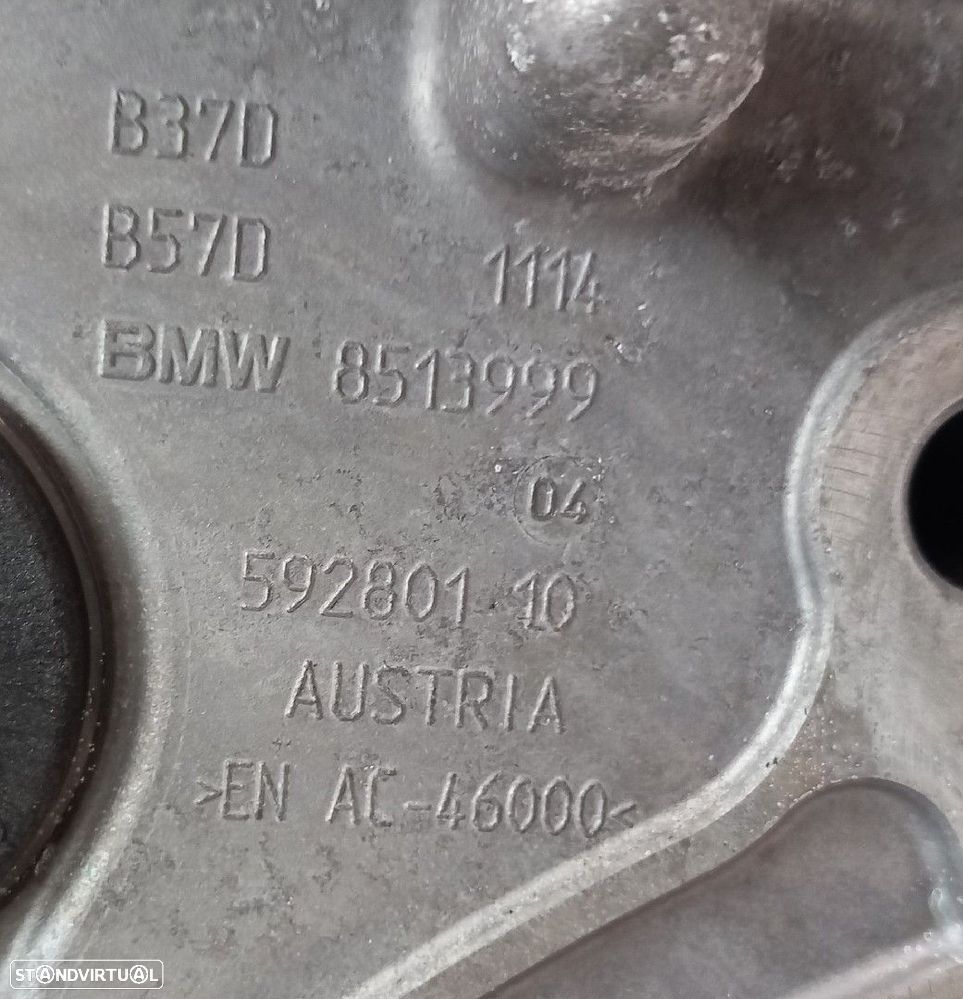 B37D
B57D 1114
BMW 8513999
04
592801 10
AUSTRIA
>EN AC-46000<
STANDVIRTUAL